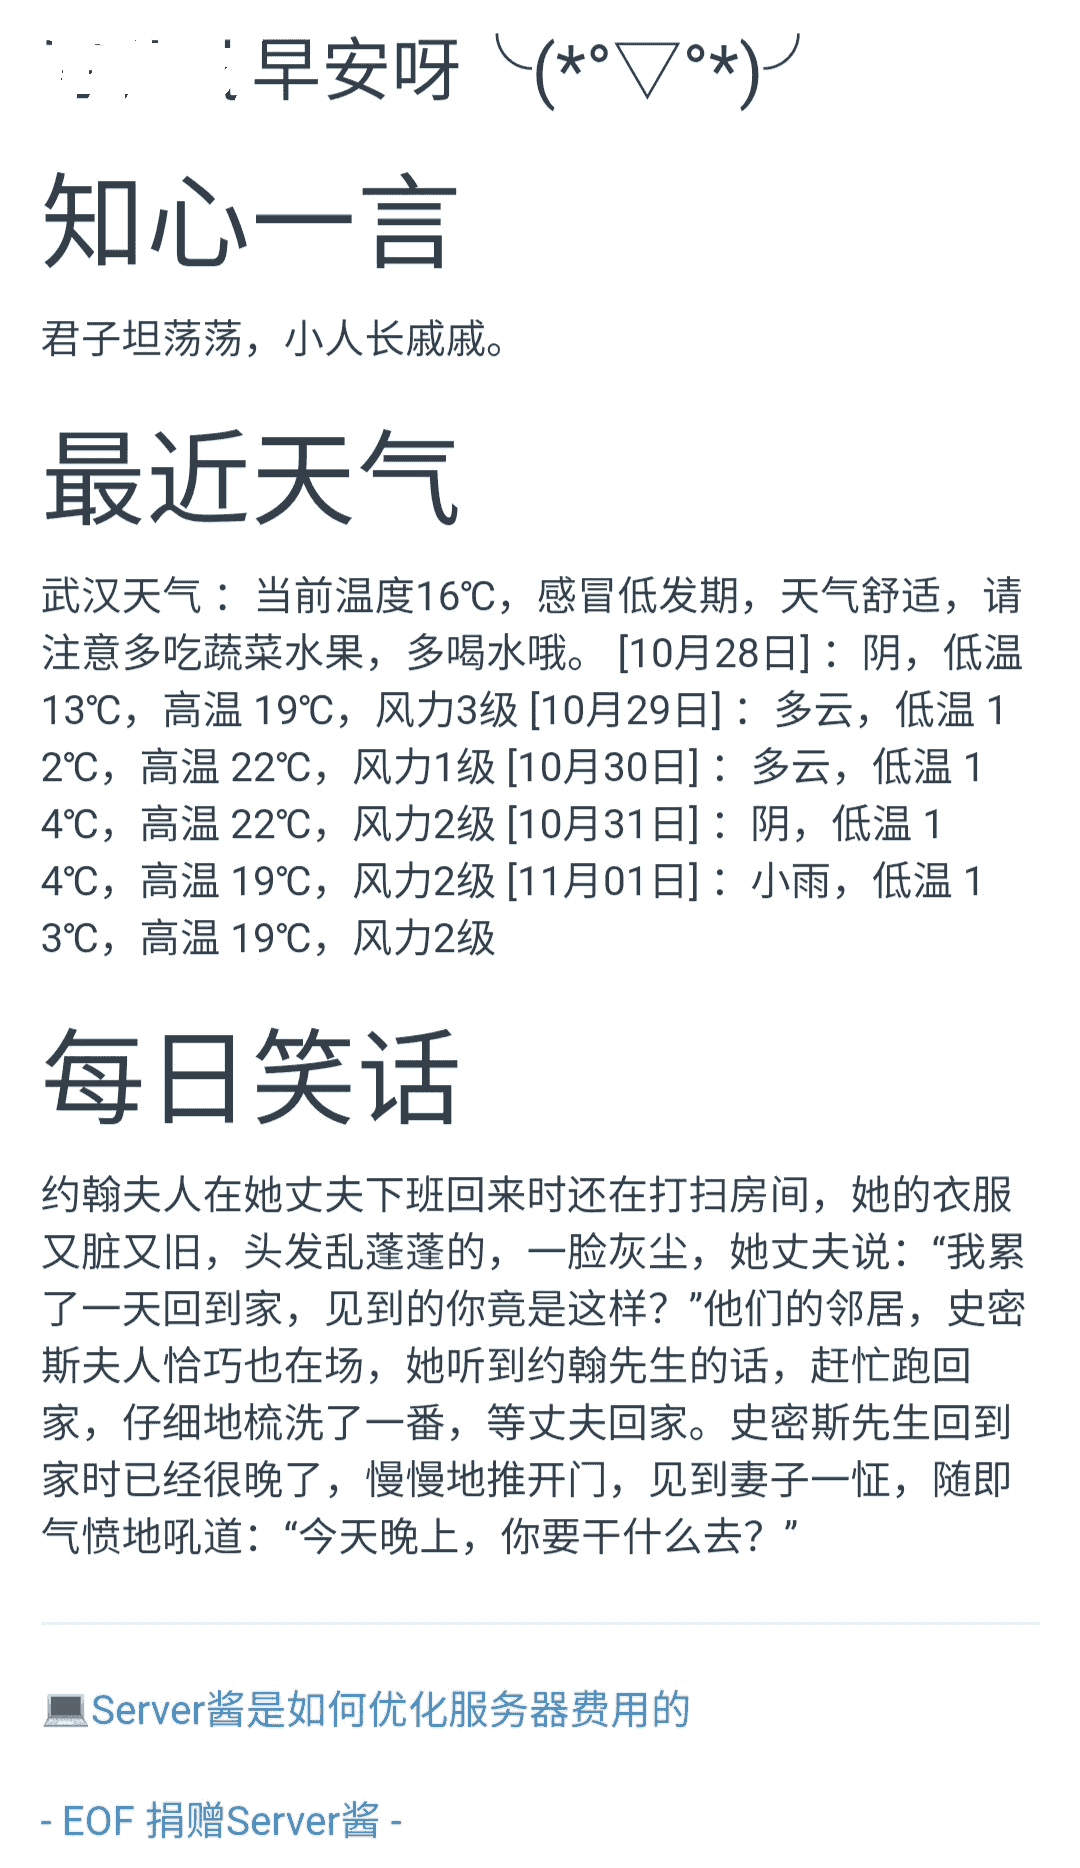 早安呀 ╰(*°▽°*)╯
知心一言
君子坦荡荡，小人长戚戚。
最近天气
武汉天气 ：当前温度16℃，感冒低发期，天气舒适，请
注意多吃蔬菜水果，多喝水哦。 [10月28日] ：阴，低温
13℃，高温 19℃，风力3级 [10月29日] ：多云，低温 1
2℃，高温 22℃，风力1级 [10月30日] ：多云，低温 1
4℃，高温 22℃，风力2级 [10月31日] ：阴，低温 1
4℃，高温 19℃，风力2级 [11月01日] ：小雨，低温 1
3℃，高温 19℃，风力2级
每日笑话
约翰夫人在她丈夫下班回来时还在打扫房间，她的衣服
又脏又旧，头发乱蓬蓬的，一脸灰尘，她丈夫说：“我累
了一天回到家，见到的你竟是这样？”他们的邻居，史密
斯夫人恰巧也在场，她听到约翰先生的话，赶忙跑回
家，仔细地梳洗了一番，等丈夫回家。史密斯先生回到
家时已经很晚了，慢慢地推开门，见到妻子一怔，随即
气愤地吼道：“今天晚上，你要干什么去？”
Server酱是如何优化服务器费用的
- EOF 捐赠Server酱 -